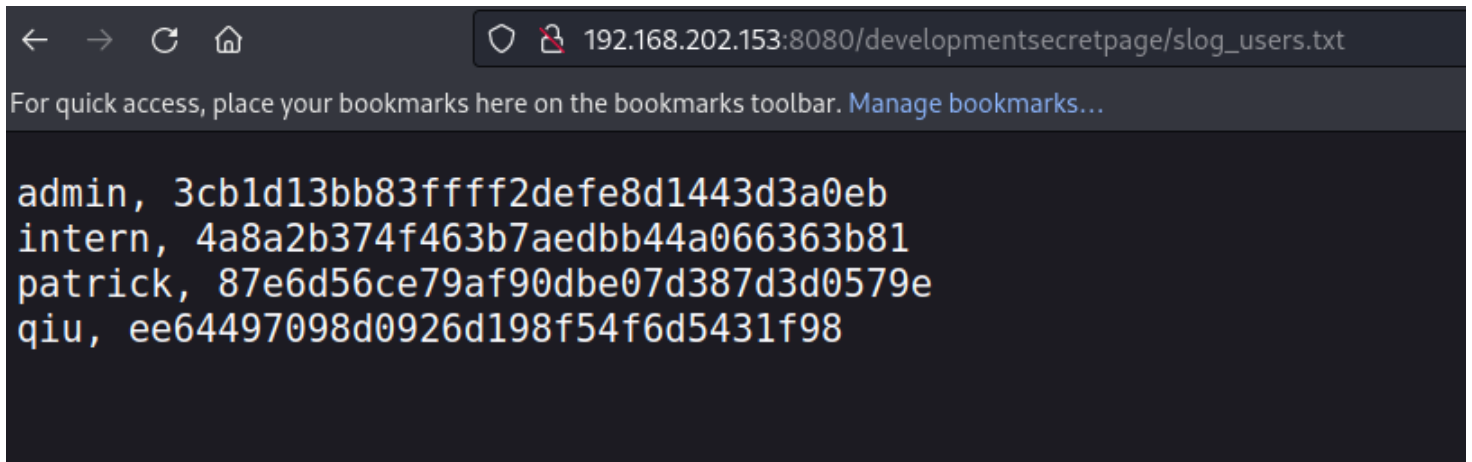 192.168.202.153:8080/developmentsecretpage/slog_users.txt
For quick access, place your bookmarks here on the bookmarks toolbar. Manage bookmarks...
admin, 3cb1d13bb83ffff2defe8d1443d3a0eb
intern, 4a8a2b374f463b7aedbb44a066363b81
patrick, 87e6d56ce79af90dbe07d387d3d0579e
qiu, ee64497098d0926d198f54f6d5431f98